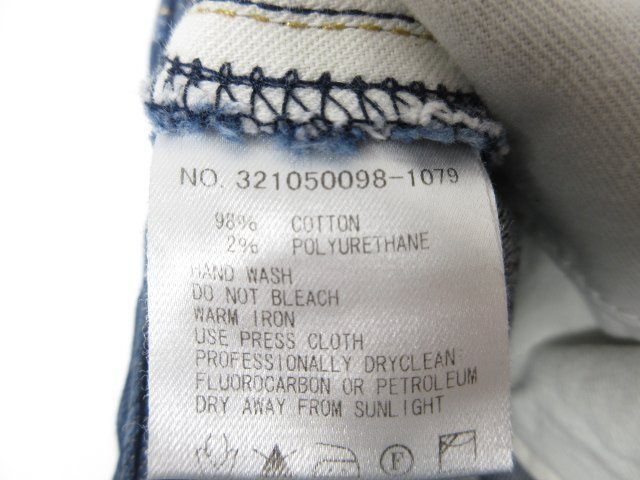 NO. 321050098-1079
98% COTTON
2% POLYURETHANE
HAND WASH
DO NOT BLEACH
WARM IRON
USE PRESS CLOTH
PROFESSIONALLY DRYCLEAN
FLUOROCARBON OR PETROLEUM
DRY AWAY FROM SUNLIGHT
F